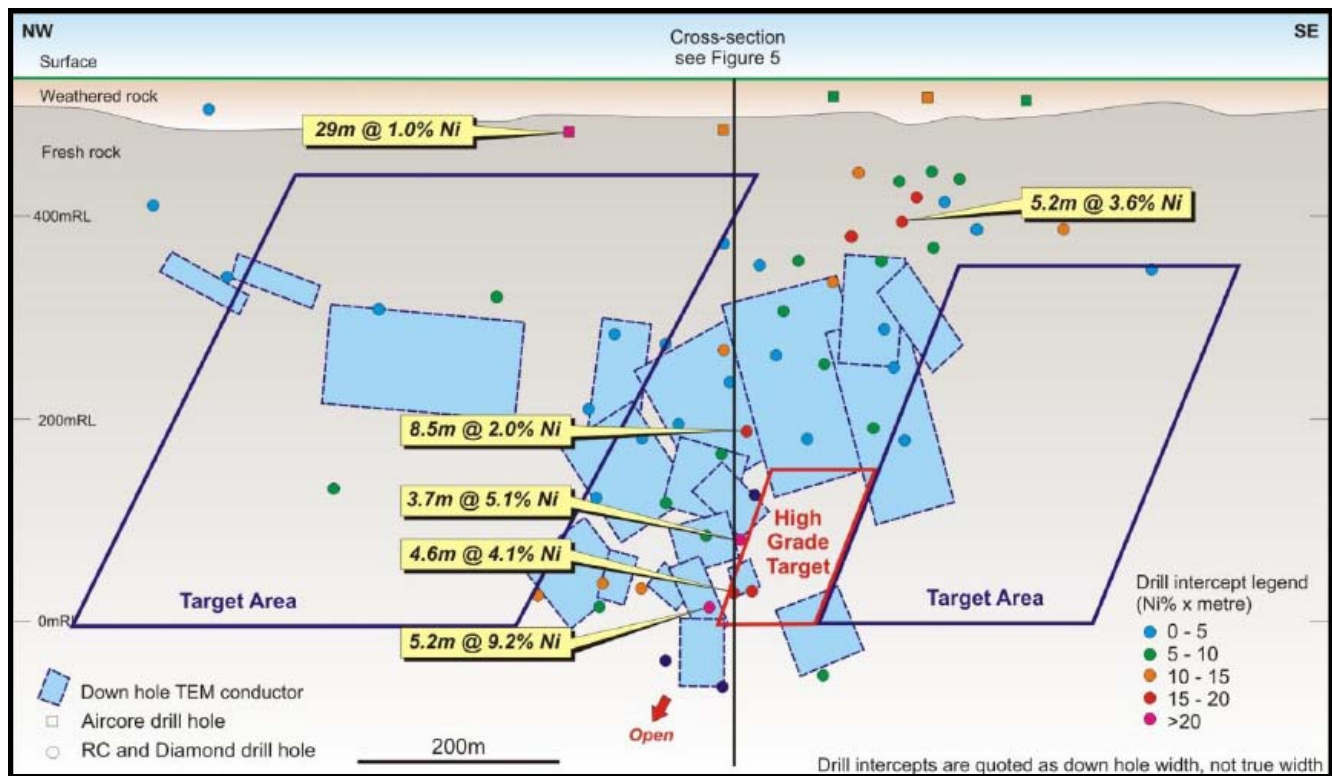 NW
Cross-section
see Figure 5
SE
Surface
Weathered rock
29m @ 1.0% Ni
Fresh rock
400mRL
5.2m @ 3.6% Ni
200mRL
8.5m @ 2.0% Ni
3.7m @ 5.1% Ni
High
Grade
Target
4.6m @ 4.1% Ni
Target Area
Target Area
0mRL
5.2m @ 9.2% Ni
Drill intercept legend
(Ni% x metre)
0 - 5
5 - 10
10 - 15
15 - 20
>20
Down hole TEM conductor
Aircore drill hole
RC and Diamond drill hole
200m
Open
Drill intercepts are quoted as down hole width, not true width